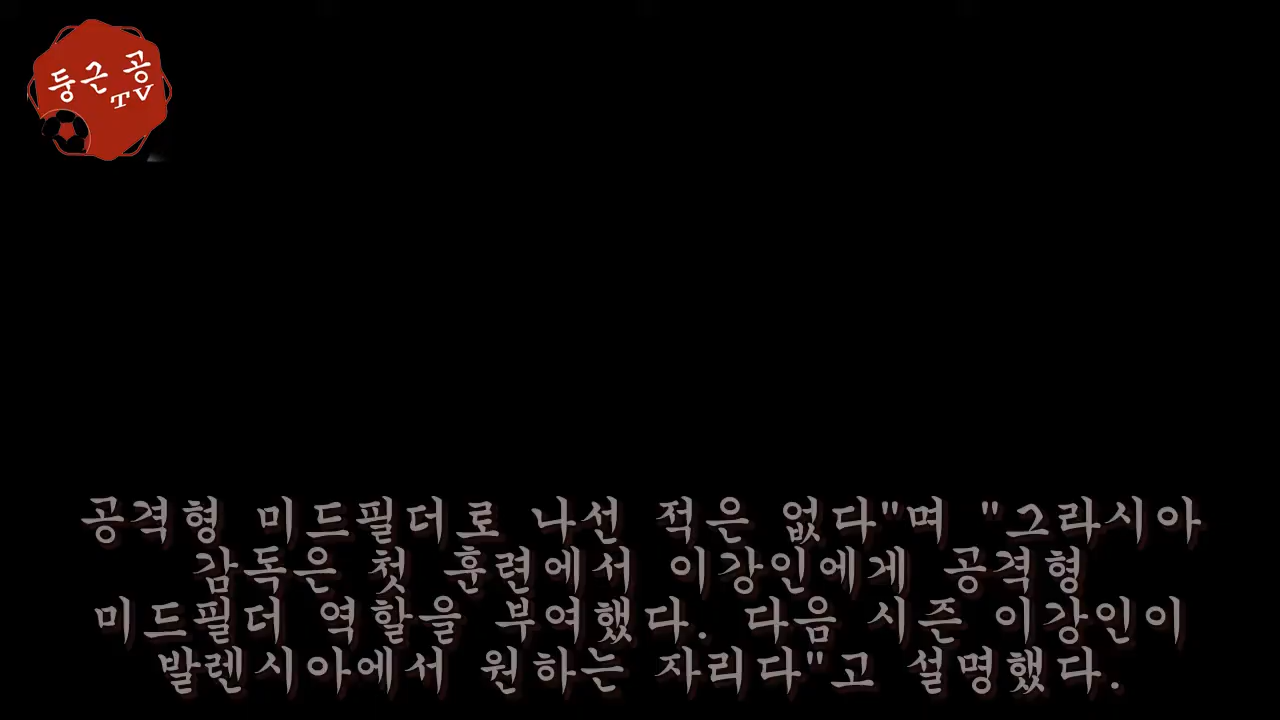 둥근 공
TV
공격형 미드필더로 나선 적은 없다"며 "그라시아
감독은 첫 훈련에서 이강인에게 공격형
미드필더 역할을 부여했다. 다음 시즌 이강인이
발렌시아에서 원하는 자리다"고 설명했다.